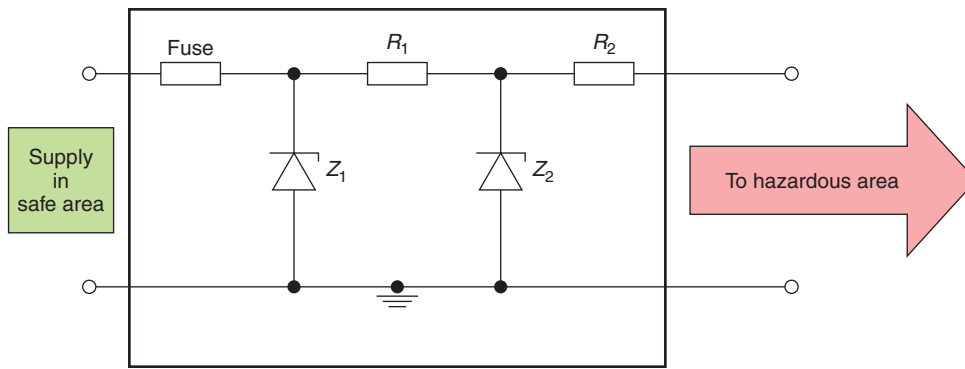 Fuse
R1
R2
Supply
in
safe area
Z1
Z2
To hazardous area